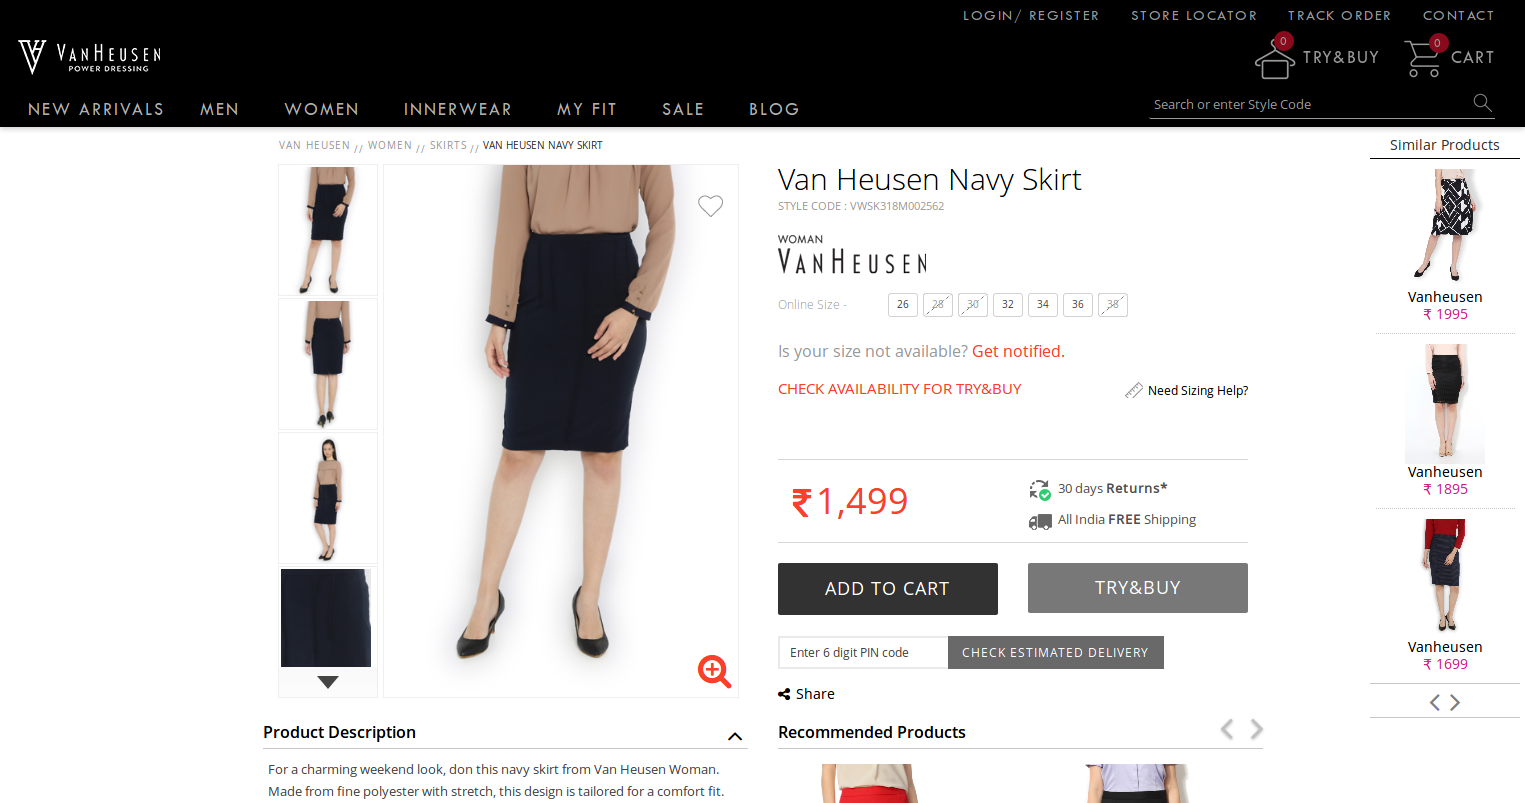 LOGIN/ REGISTER STORE LOCATOR TRACK ORDER CONTACT
VANHEUSEN
POWER DRESSING
0 TRY&BUY 0 CART
NEW ARRIVALS MEN WOMEN INNERWEAR MY FIT SALE BLOG
Search or enter Style Code
VAN HEUSEN // WOMEN // SKIRTS // VAN HEUSEN NAVY SKIRT
Van Heusen Navy Skirt
STYLE CODE : VWSK318M002562
WOMAN
VANHEUSEN
Online Size - 26 28 30 32 34 36 38
Is your size not available? Get notified.
CHECK AVAILABILITY FOR TRY&BUY
Need Sizing Help?
₹1,499
30 days Returns*
All India FREE Shipping
ADD TO CART TRY&BUY
Enter 6 digit PIN code CHECK ESTIMATED DELIVERY
Share
Product Description
For a charming weekend look, don this navy skirt from Van Heusen Woman.
Made from fine polyester with stretch, this design is tailored for a comfort fit.
Recommended Products
Similar Products
Vanheusen
₹ 1995
Vanheusen
₹ 1895
Vanheusen
₹ 1699